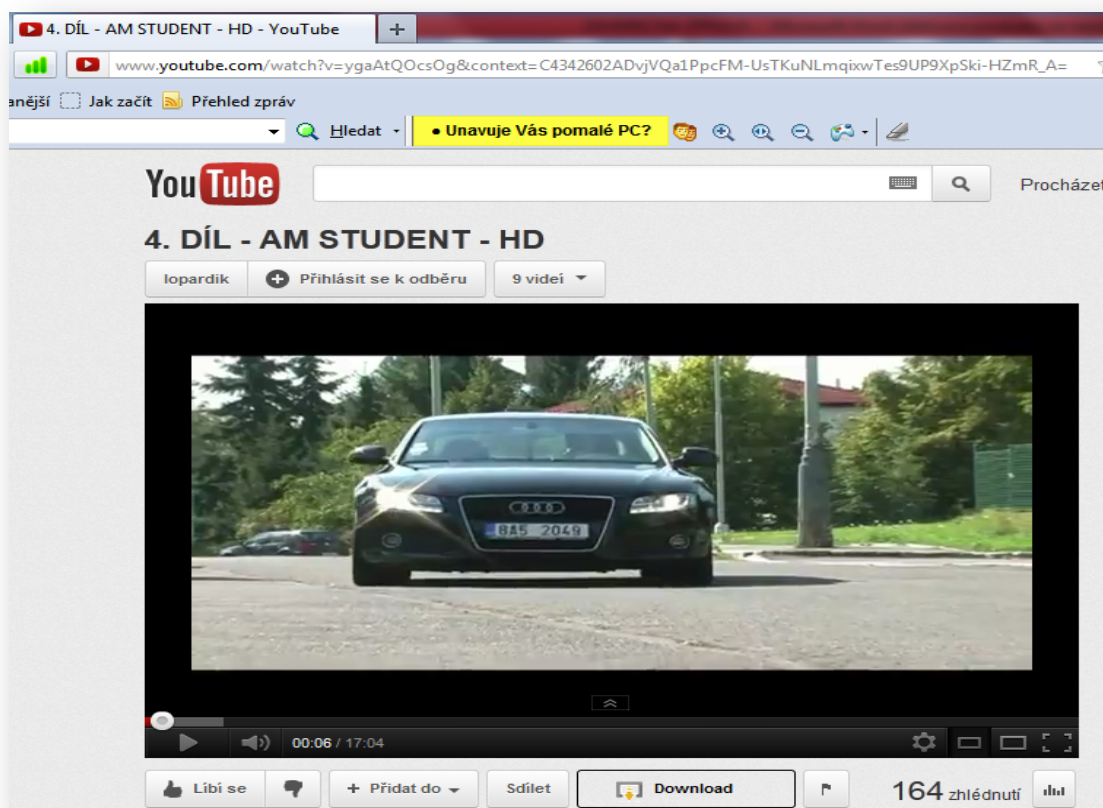 4. DÍL - AM STUDENT - HD - YouTube
www.youtube.com/watch?v=ygaAtQOcsOg&context=C4342602ADvjVQa1PpcFM-UsTKuNLmqixwTes9UP9XpSki-HZmR_A=
anější Jak začít Přehled zpráv
Hledat • Unavuje Vás pomalé PC?
YouTube Procházet
4. DÍL - AM STUDENT - HD
lopardik Přihlásit se k odběru 9 videí
8A5 2049
00:06 / 17:04
Líbí se + Přidat do Sdílet Download 164 zhlédnutí